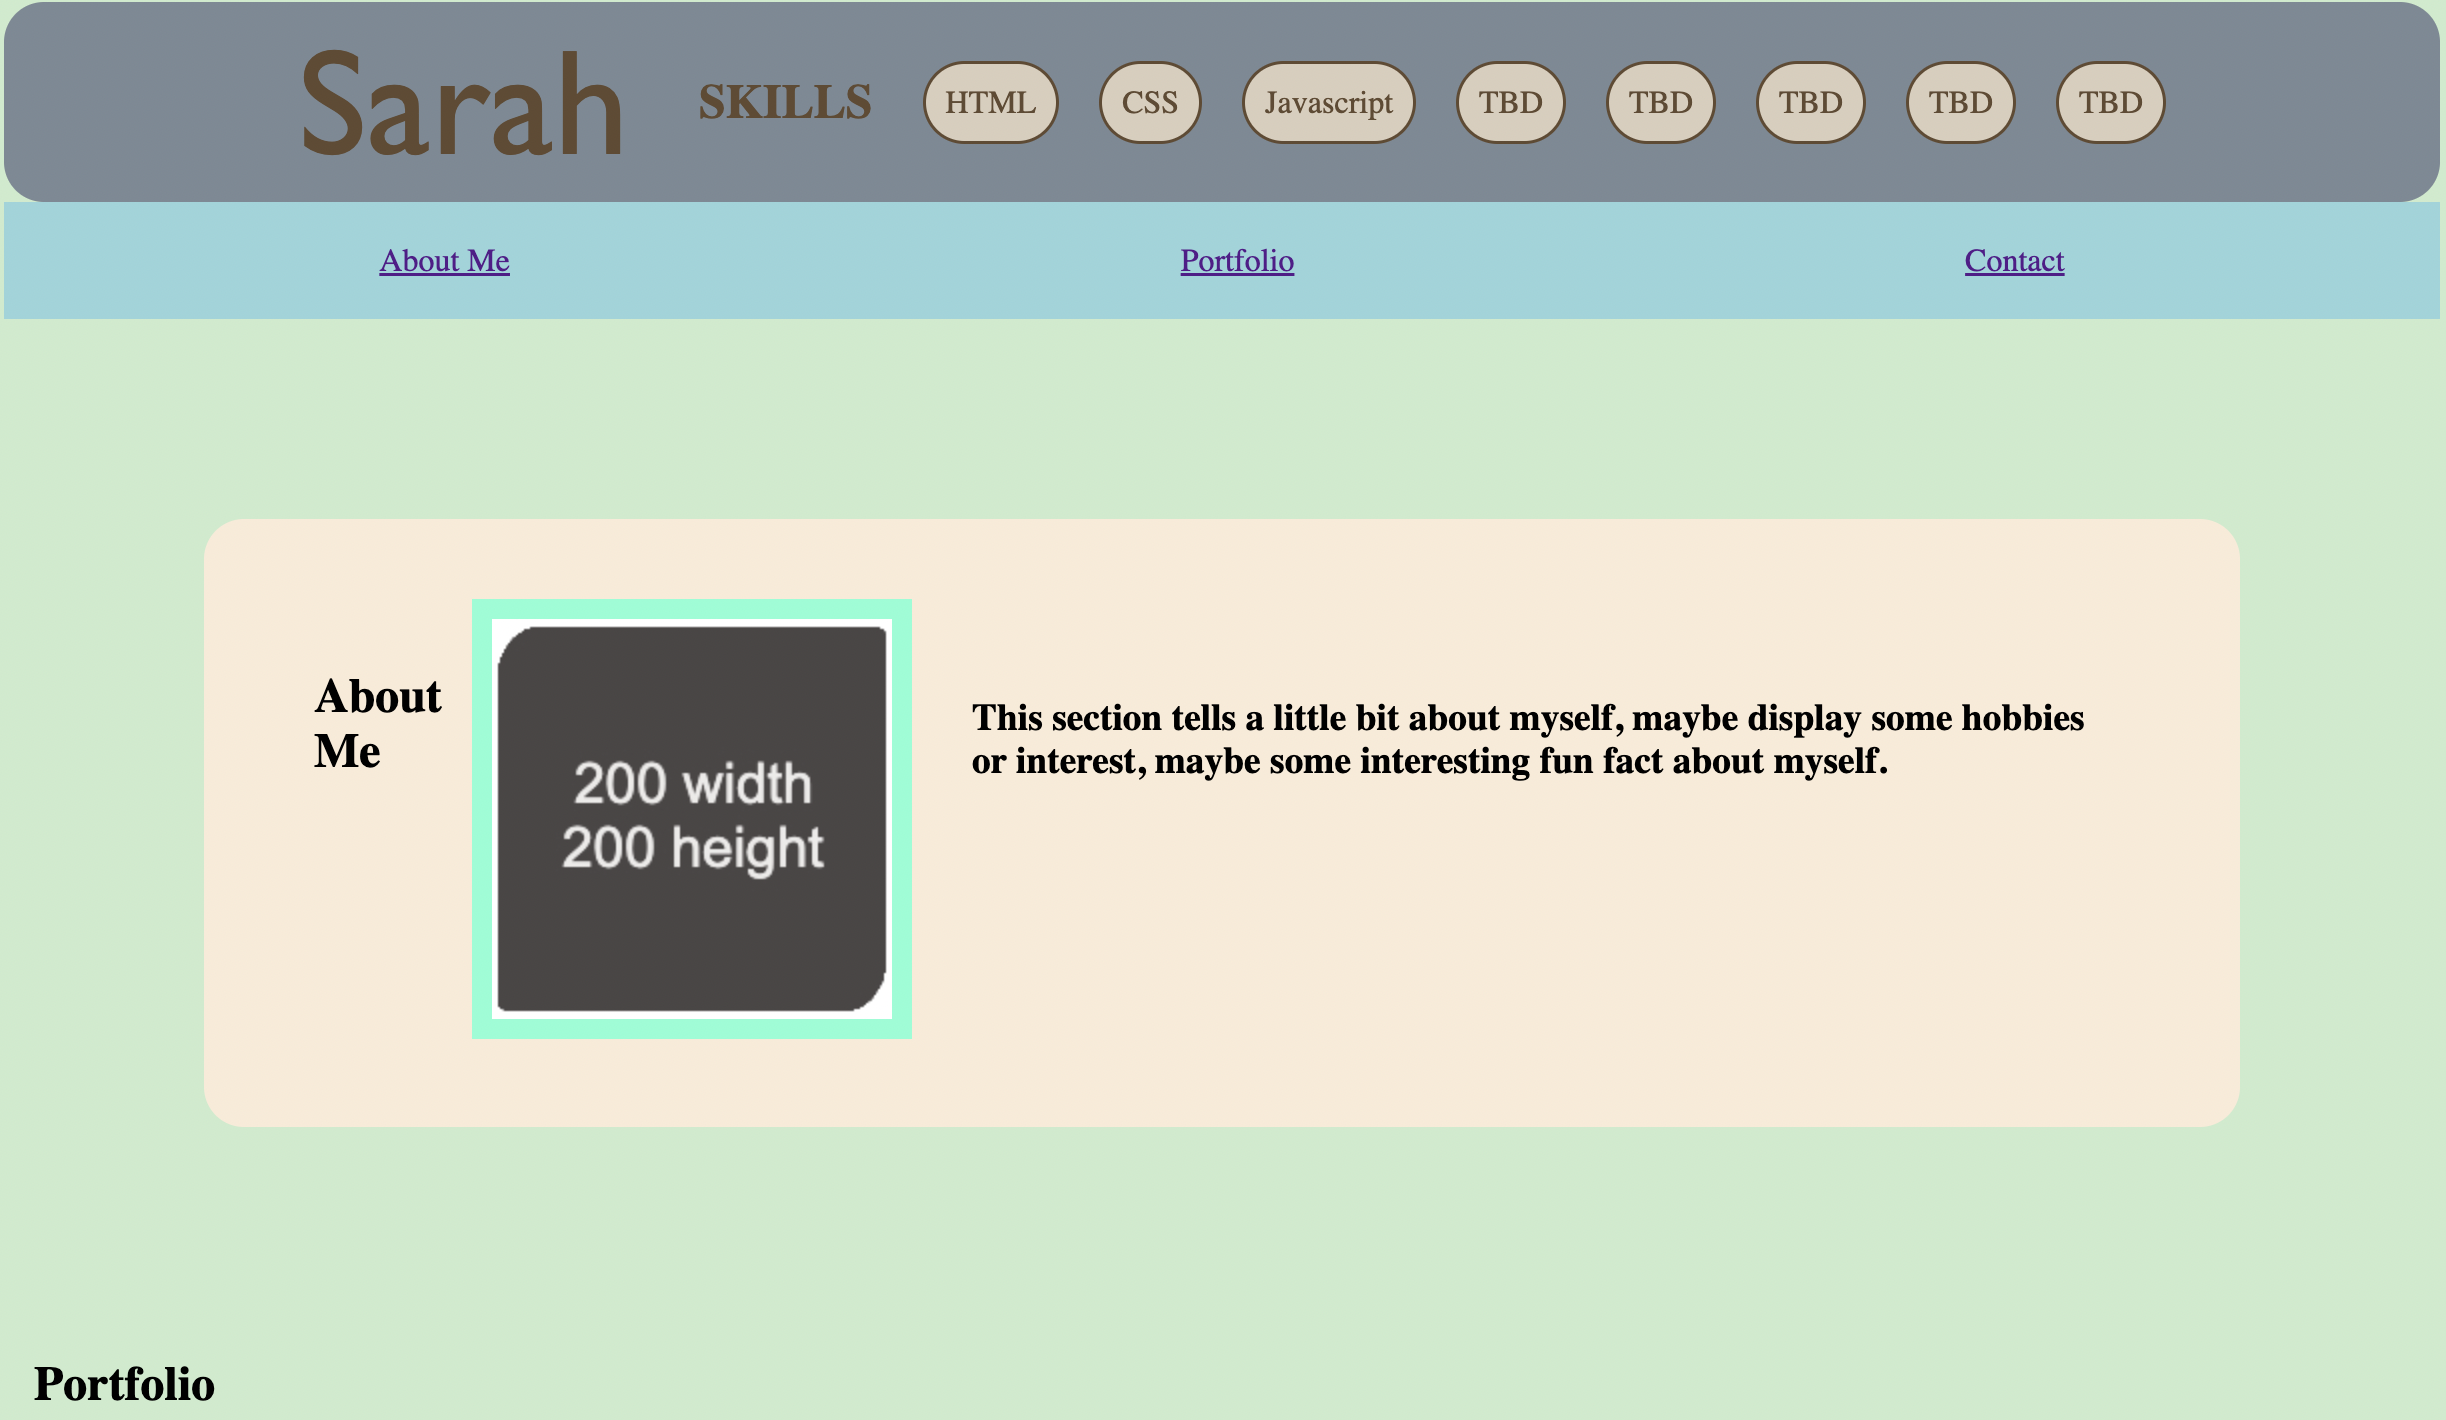 Sarah SKILLS HTML CSS Javascript TBD TBD TBD TBD TBD
About Me Portfolio Contact
About
Me
200 width
200 height
This section tells a little bit about myself, maybe display some hobbies
or interest, maybe some interesting fun fact about myself.
Portfolio